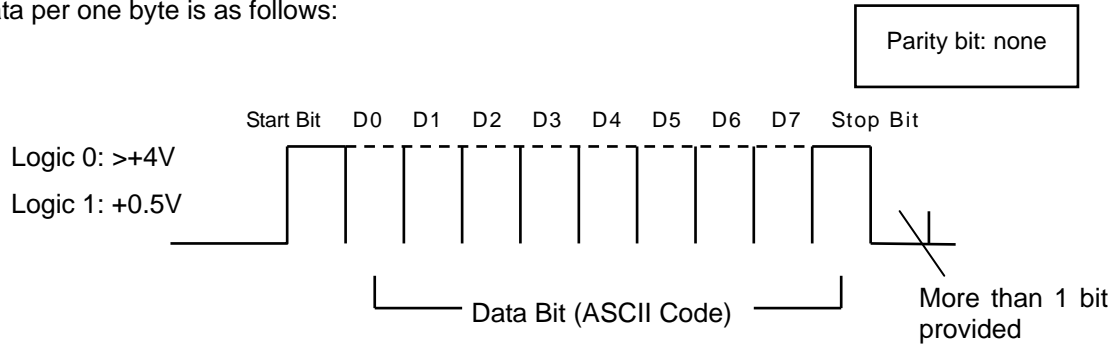 ata per one byte is as follows:
Parity bit: none
Start Bit D0 D1 D2 D3 D4 D5 D6 D7 Stop Bit
Logic 0: >+4V
Logic 1: +0.5V
Data Bit (ASCII Code)
More than 1 bit
provided